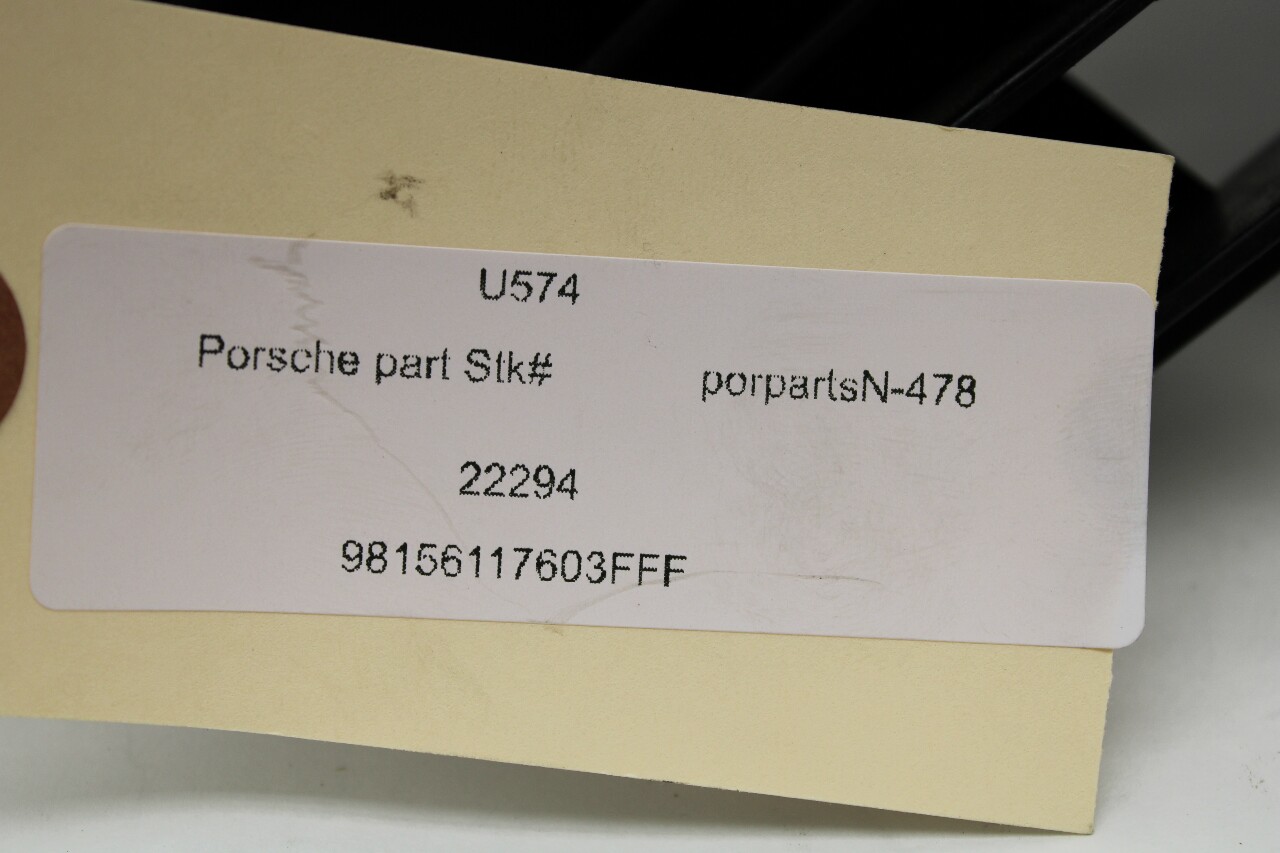 U574
Porsche part Stk# porpartsN-478
22294
98156117603FFF